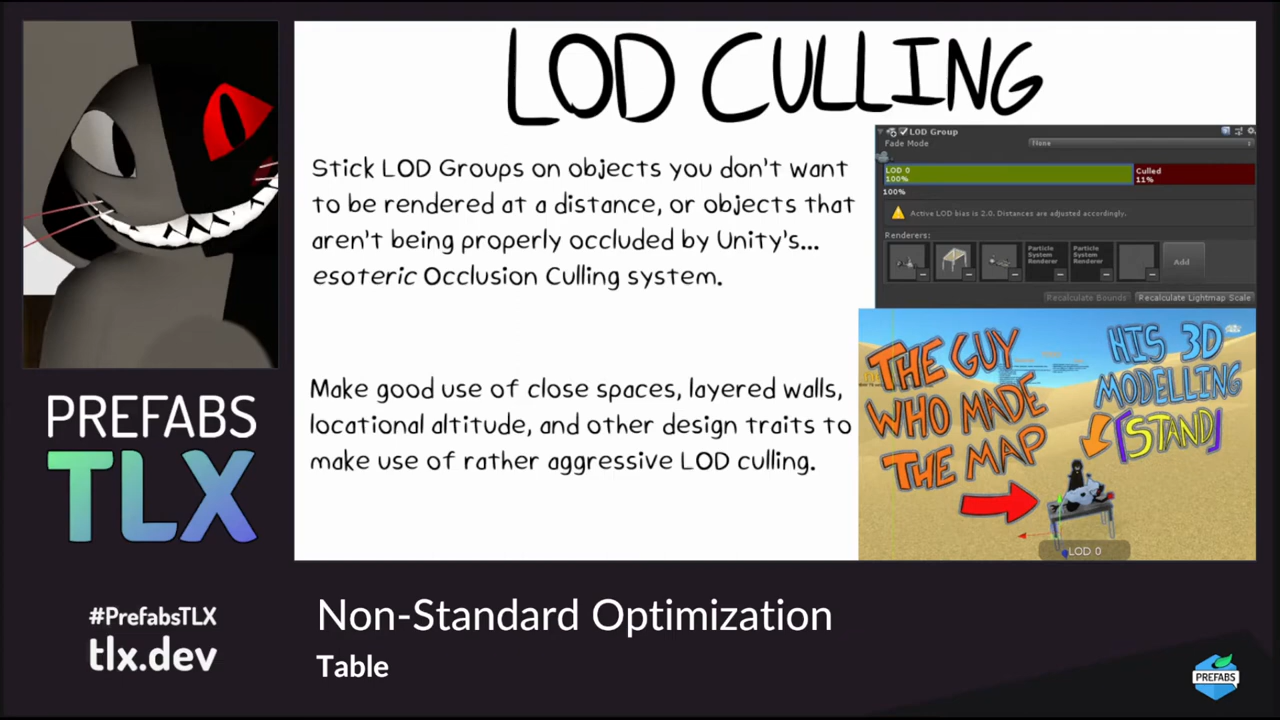 LOD CULLING
Stick LOD Groups on objects you don't want
to be rendered at a distance, or objects that
aren't being properly occluded by Unity's...
esoteric Occlusion Culling system.
Make good use of close spaces, layered walls,
locational altitude, and other design traits to
make use of rather aggressive LOD culling.
LOD Group
Fade Mode
None
LOD 0
100%
Culled
11%
100%
Active LOD bias is 2.0. Distances are adjusted accordingly.
Renderers:
Particle
System
Renderer
Particle
System
Renderer
Add
Recalculate Bounds
Recalculate Lightmap Scale
THE GUY
WHO MADE
THE MAP
HIS 3D
MODELLING
[STAND]
LOD 0
PREFABS
TLX
#PrefabsTLX
tlx.dev
Non-Standard Optimization
Table
PREFABS